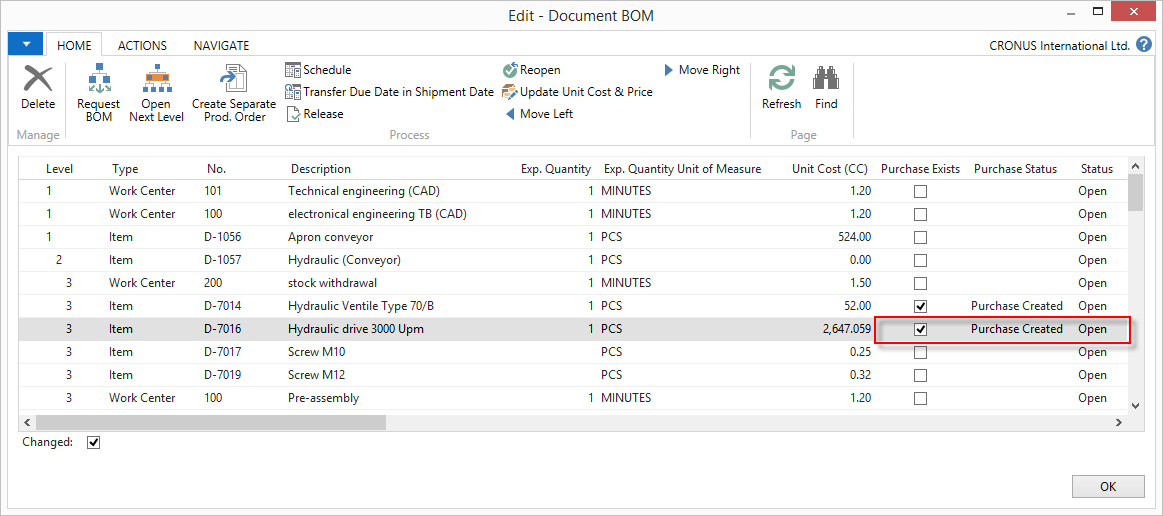 Edit - Document BOM
HOME ACTIONS NAVIGATE CRONUS International Ltd. ?
Delete
Request BOM
Open Next Level
Create Separate Prod. Order
Schedule
Transfer Due Date in Shipment Date
Release
Reopen
Update Unit Cost & Price
Move Left
Move Right
Refresh
Find
Manage Process Page
Level Type No. Description Exp. Quantity Exp. Quantity Unit of Measure Unit Cost (CC) Purchase Exists Purchase Status Status
1 Work Center 101 Technical engineering (CAD) 1 MINUTES 1.20 Open
1 Work Center 100 electronical engineering TB (CAD) 1 MINUTES 1.20 Open
1 Item D-1056 Apron conveyor 1 PCS 524.00 Open
2 Item D-1057 Hydraulic (Conveyor) 1 PCS 0.00 Open
3 Work Center 200 stock withdrawal 1 MINUTES 1.50 Open
3 Item D-7014 Hydraulic Ventile Type 70/B 1 PCS 52.00 Purchase Created Open
3 Item D-7016 Hydraulic drive 3000 Upm 1 PCS 2,647.059 Purchase Created Open
3 Item D-7017 Screw M10 PCS 0.25 Open
3 Item D-7019 Screw M12 PCS 0.32 Open
3 Work Center 100 Pre-assembly 1 MINUTES 1.20 Open
Changed:
OK